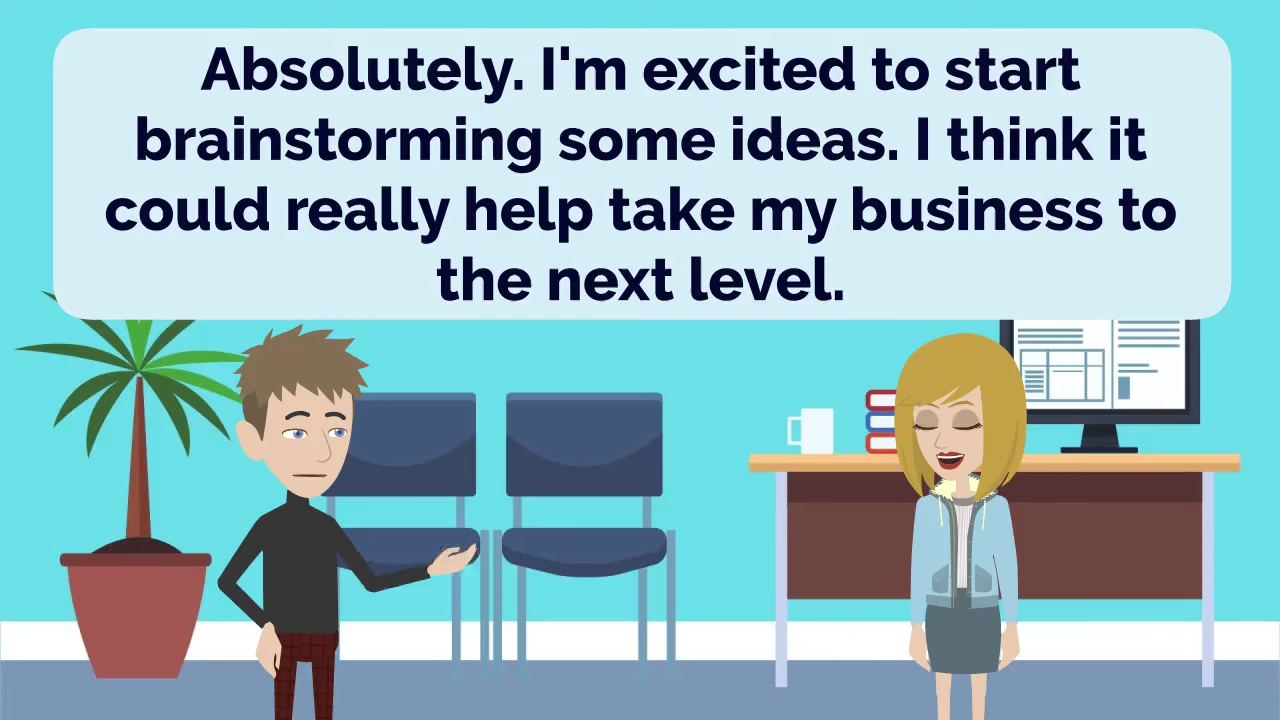 Absolutely. I'm excited to start
brainstorming some ideas. I think it
could really help take my business to
the next level.